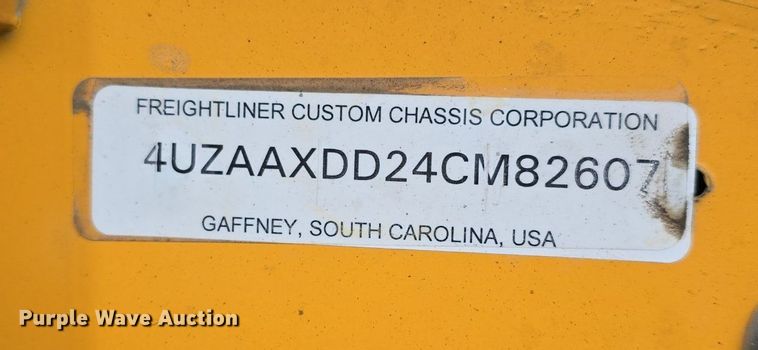 FREIGHTLINER CUSTOM CHASSIS CORPORATION
4UZAAXDD24CM82607
GAFFNEY, SOUTH CAROLINA, USA
Purple Wave Auction